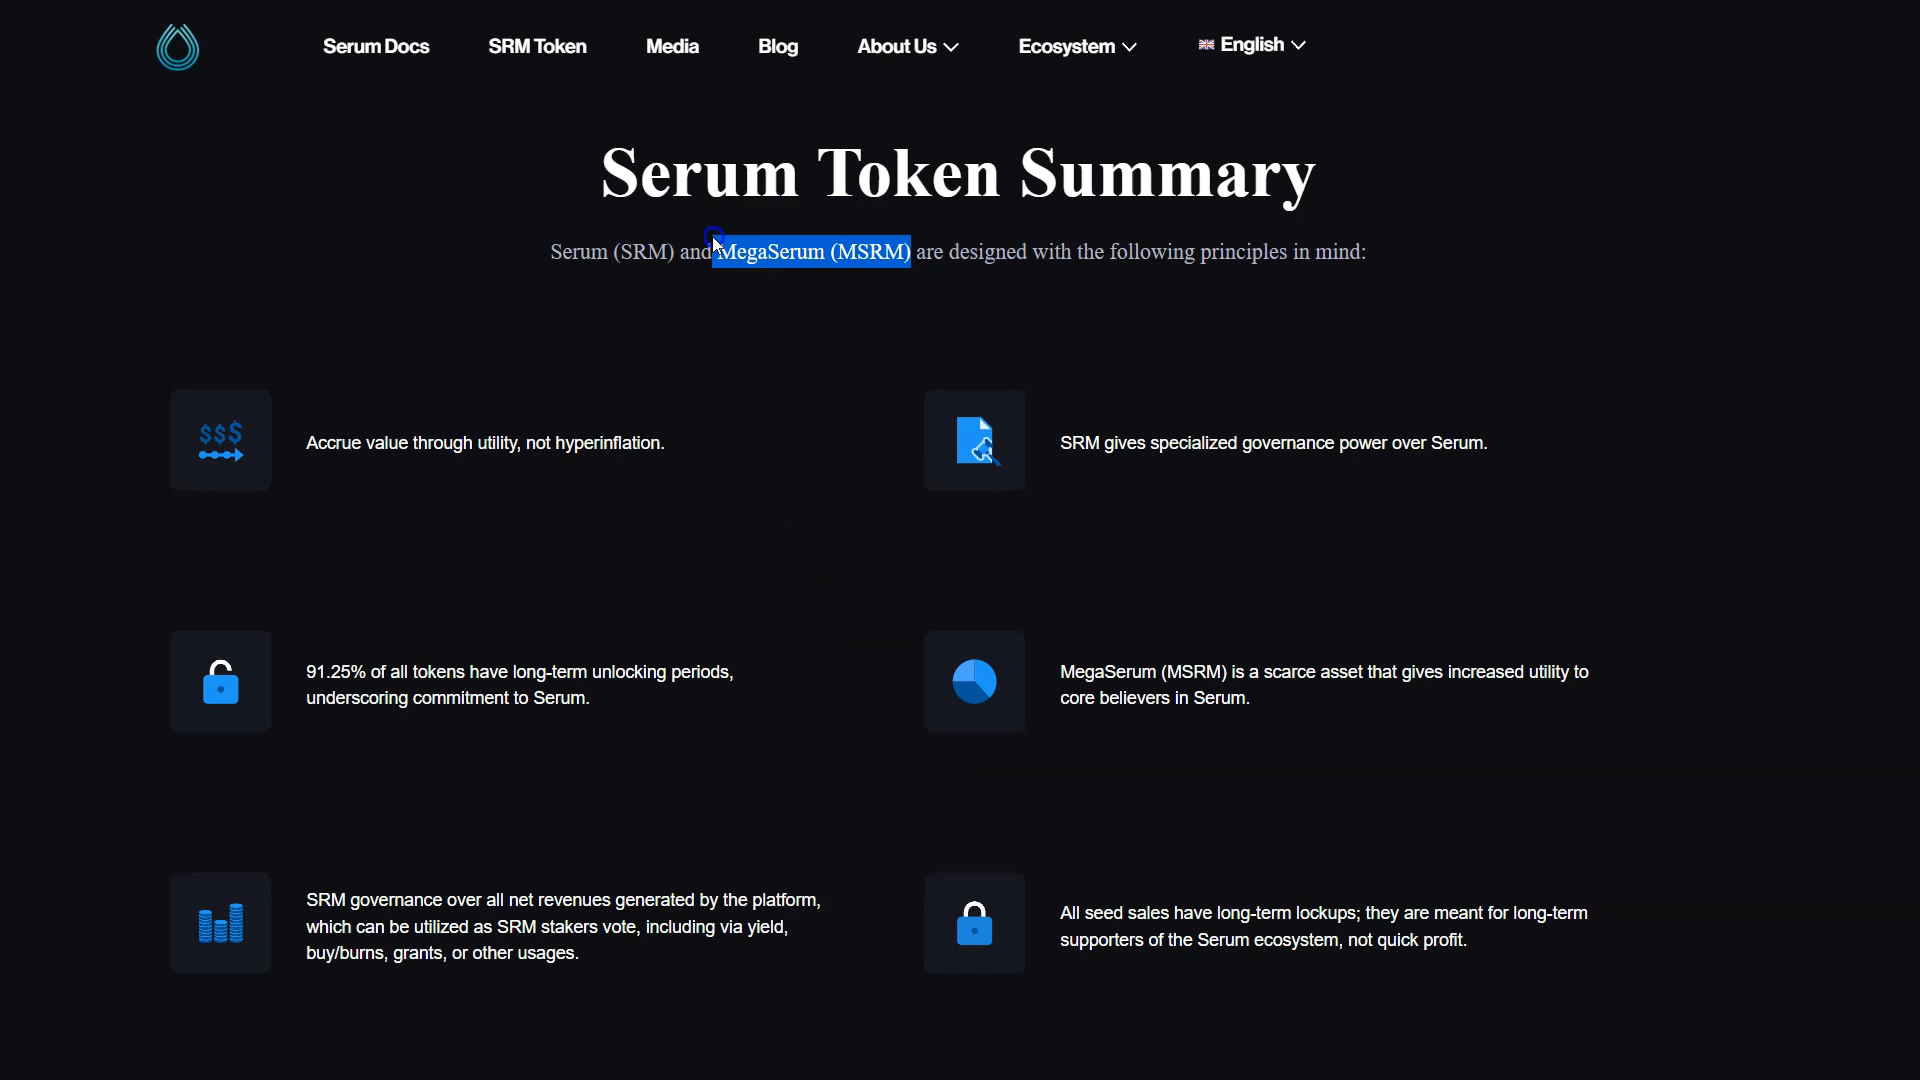 Serum Docs
SRM Token
Media
Blog
About Us
Ecosystem
English
Serum Token Summary
Serum (SRM) and MegaSerum (MSRM) are designed with the following principles in mind:
$$$
Accrue value through utility, not hyperinflation.
SRM gives specialized governance power over Serum.
91.25% of all tokens have long-term unlocking periods,
underscoring commitment to Serum.
MegaSerum (MSRM) is a scarce asset that gives increased utility to
core believers in Serum.
SRM governance over all net revenues generated by the platform,
which can be utilized as SRM stakers vote, including via yield,
buy/burns, grants, or other usages.
All seed sales have long-term lockups; they are meant for long-term
supporters of the Serum ecosystem, not quick profit.